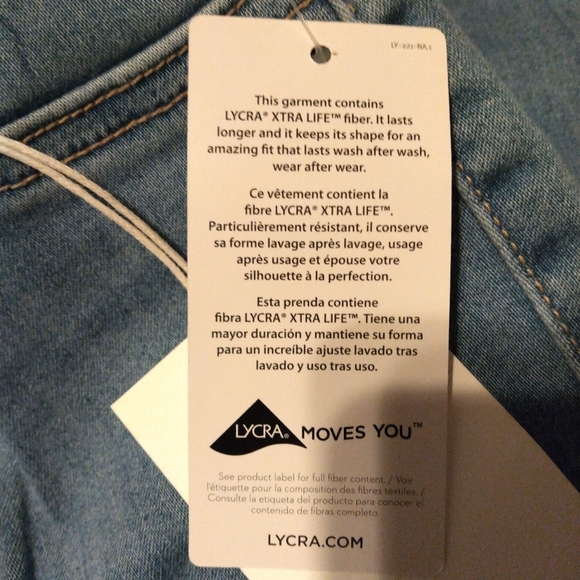 LY-221-NA.1
This garment contains
LYCRA® XTRA LIFE™ fiber. It lasts
longer and it keeps its shape for an
amazing fit that lasts wash after wash,
wear after wear.
Ce vêtement contient la
fibre LYCRA® XTRA LIFE™.
Particulièrement résistant, il conserve
sa forme lavage après lavage, usage
après usage et épouse votre
silhouette à la perfection.
Esta prenda contiene
fibra LYCRA® XTRA LIFE™. Tiene una
mayor duración y mantiene su forma
para un increíble ajuste lavado tras
lavado y uso tras uso.
LYCRA® MOVES YOU™
See product label for full fiber content. / Voir
l'étiquette pour la composition des fibres textiles. /
Consulte la etiqueta del producto para conocer el
contenido de fibras completo.
LYCRA.COM